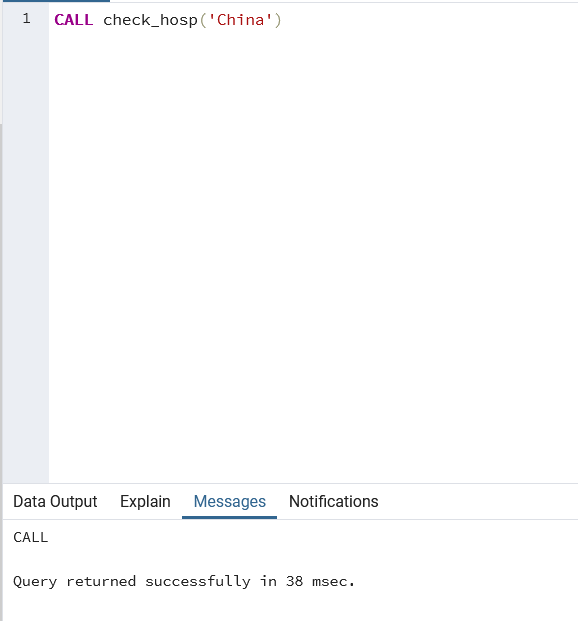 1 CALL check_hosp('China')
Data Output Explain Messages Notifications
CALL
Query returned successfully in 38 msec.